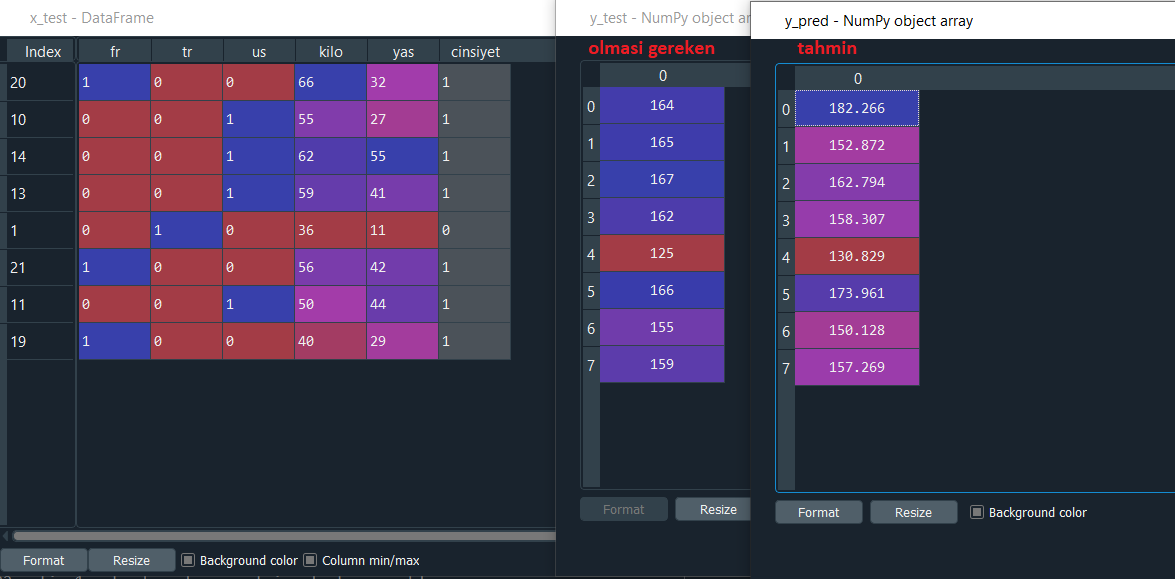 x_test - DataFrame
Index fr tr us kilo yas cinsiyet
20 1 0 0 66 32 1
10 0 0 1 55 27 1
14 0 0 1 62 55 1
13 0 0 1 59 41 1
1 0 1 0 36 11 0
21 1 0 0 56 42 1
11 0 0 1 50 44 1
19 1 0 0 40 29 1
Format Resize Background color Column min/max
y_test - NumPy object ar
olmasi gereken
0
0 164
1 165
2 167
3 162
4 125
5 166
6 155
7 159
Format Resize
y_pred - NumPy object array
tahmin
0
0 182.266
1 152.872
2 162.794
3 158.307
4 130.829
5 173.961
6 150.128
7 157.269
Format Resize Background color